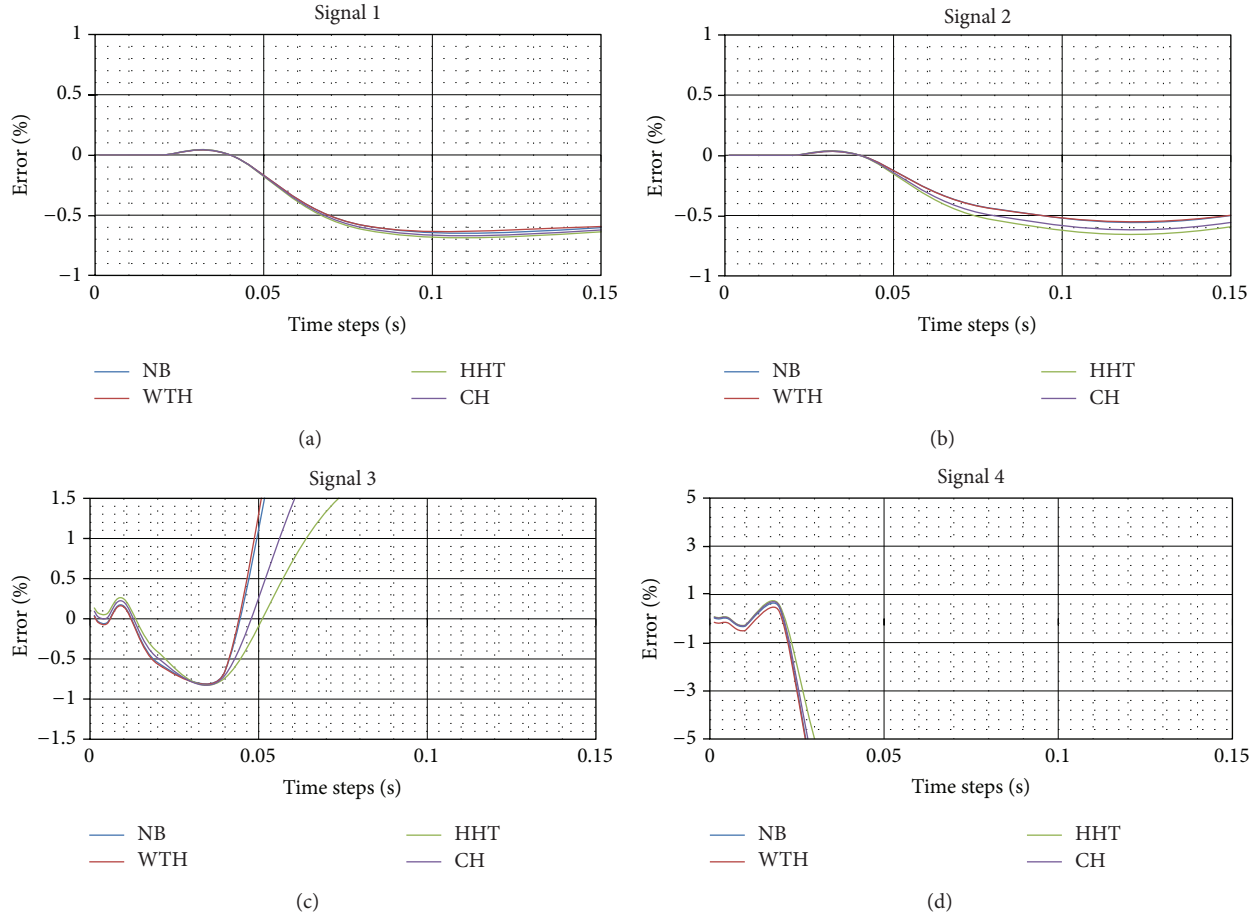 Signal 1
1
0.5
0
−0.5
−1
Error (%)
0 0.05 0.1 0.15
Time steps (s)
NB HHT
WTH CH
(a)
Signal 2
1
0.5
0
−0.5
−1
Error (%)
0 0.05 0.1 0.15
Time steps (s)
NB HHT
WTH CH
(b)
Signal 3
1.5
1
0.5
0
−0.5
−1
−1.5
Error (%)
0 0.05 0.1 0.15
Time steps (s)
NB HHT
WTH CH
(c)
Signal 4
5
3
1
−1
−3
−5
Error (%)
0 0.05 0.1 0.15
Time steps (s)
NB HHT
WTH CH
(d)